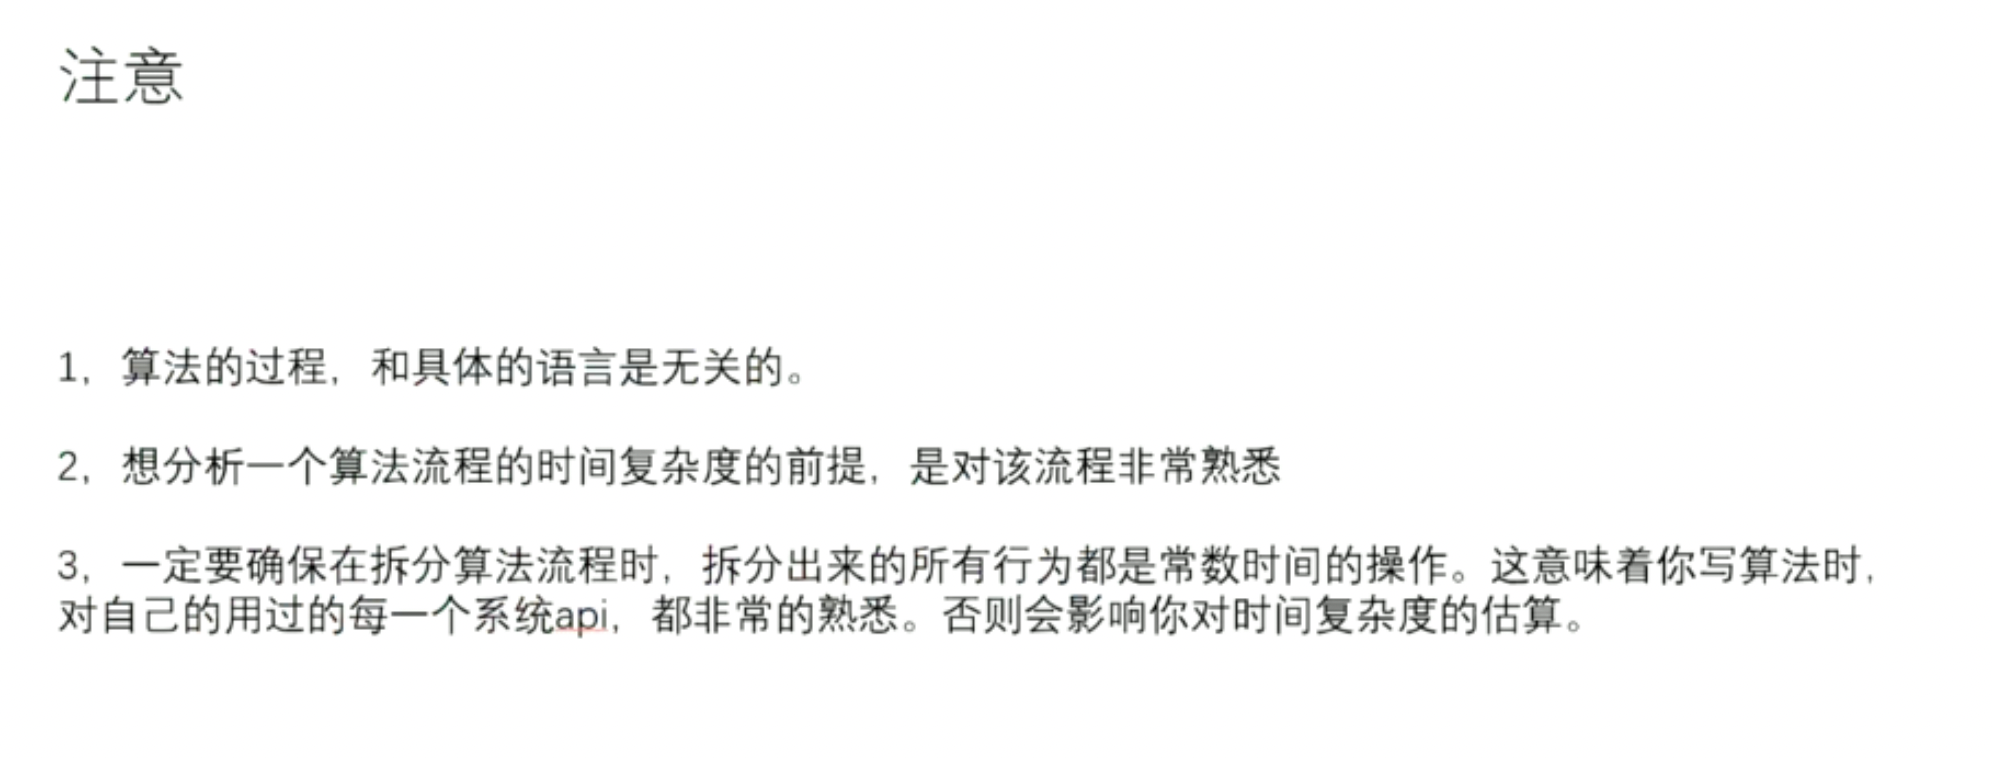 注意
1，算法的过程，和具体的语言是无关的。
2，想分析一个算法流程的时间复杂度的前提，是对该流程非常熟悉
3，一定要确保在拆分算法流程时，拆分出来的所有行为都是常数时间的操作。这意味着你写算法时，
对自己的用过的每一个系统api，都非常的熟悉。否则会影响你对时间复杂度的估算。